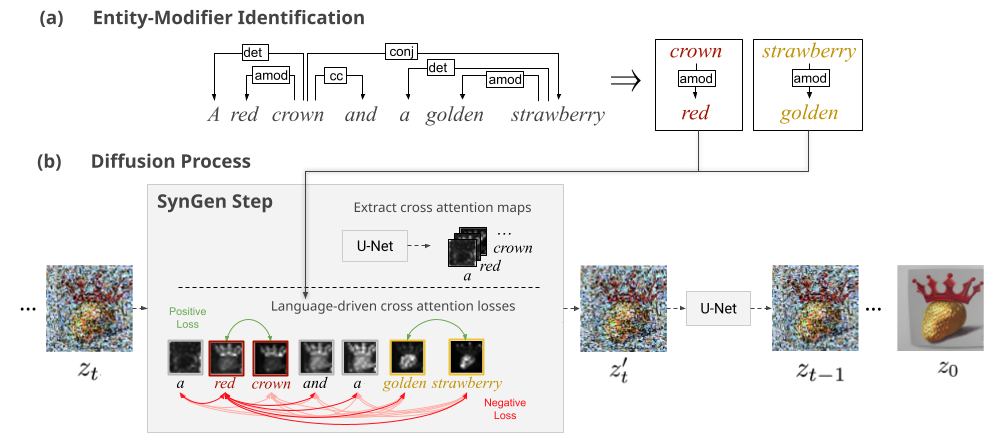 (a) Entity-Modifier Identification
det
conj
amod
cc
det
amod
A red crown and a golden strawberry
⇒
crown
amod
red
strawberry
amod
golden
(b) Diffusion Process
SynGen Step
Extract cross attention maps
U-Net
...
crown
red
a
Language-driven cross attention losses
Positive
Loss
a red crown and a golden strawberry
Negative
Loss
...
z_t
z'_t
U-Net
z_{t-1}
...
z_0